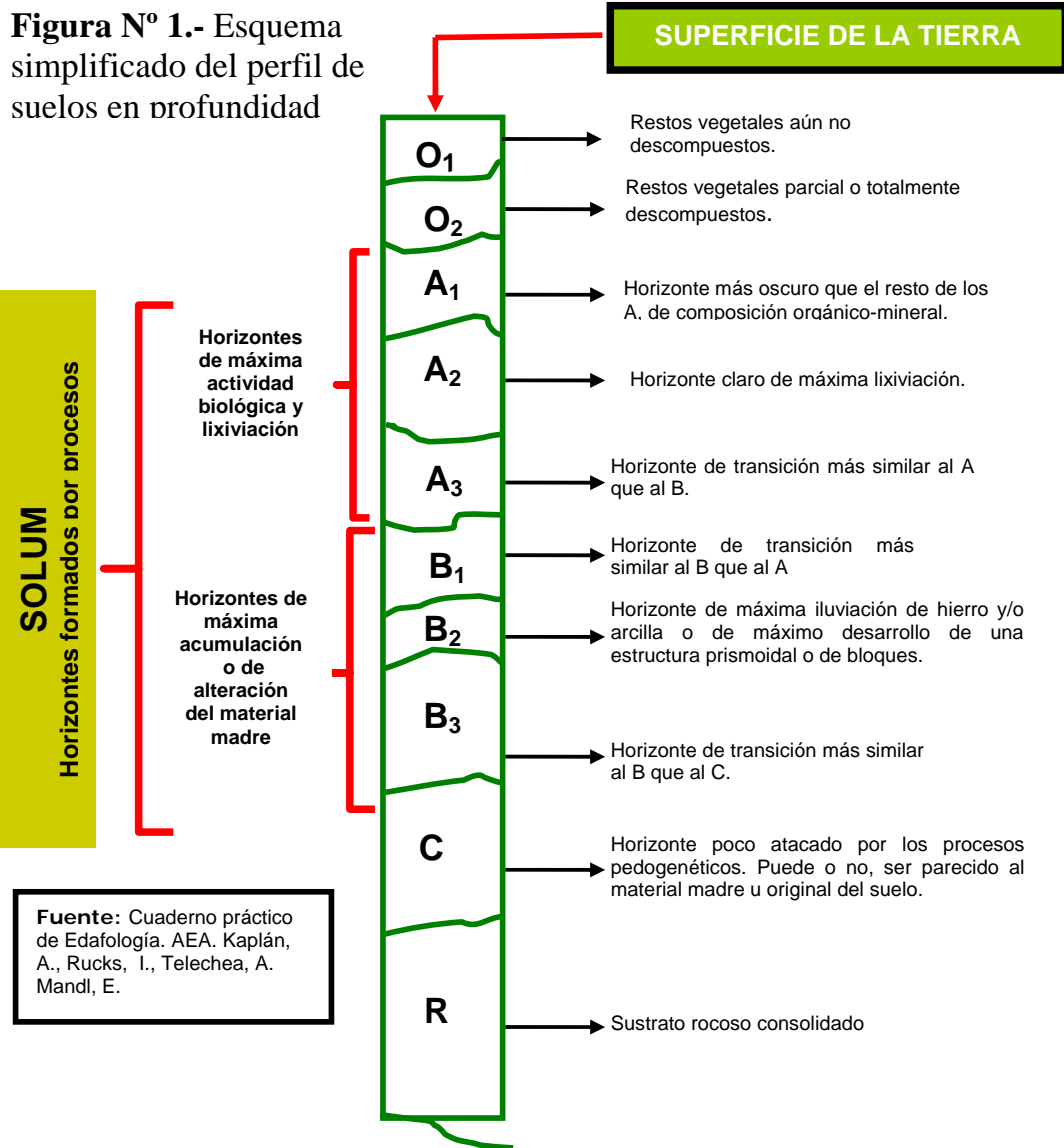 Figura Nº 1.- Esquema
simplificado del perfil de
suelos en profundidad
SUPERFICIE DE LA TIERRA
O1
Restos vegetales aún no
descompuestos.
O2
Restos vegetales parcial o totalmente
descompuestos.
A1
Horizonte más oscuro que el resto de los
A, de composición orgánico-mineral.
A2
Horizonte claro de máxima lixiviación.
A3
Horizonte de transición más similar al A
que al B.
B1
Horizonte de transición más
similar al B que al A
B2
Horizonte de máxima iluviación de hierro y/o
arcilla o de máximo desarrollo de una
estructura prismoidal o de bloques.
B3
Horizonte de transición más similar
al B que al C.
C
Horizonte poco atacado por los procesos
pedogenéticos. Puede o no, ser parecido al
material madre u original del suelo.
R
Sustrato rocoso consolidado
Horizontes
de máxima
actividad
biológica y
lixiviación
Horizontes de
máxima
acumulación
o de
alteración
del material
madre
SOLUM
Horizontes formados por procesos
Fuente: Cuaderno práctico
de Edafología. AEA. Kaplán,
A., Rucks, I., Telechea, A.
Mandl, E.